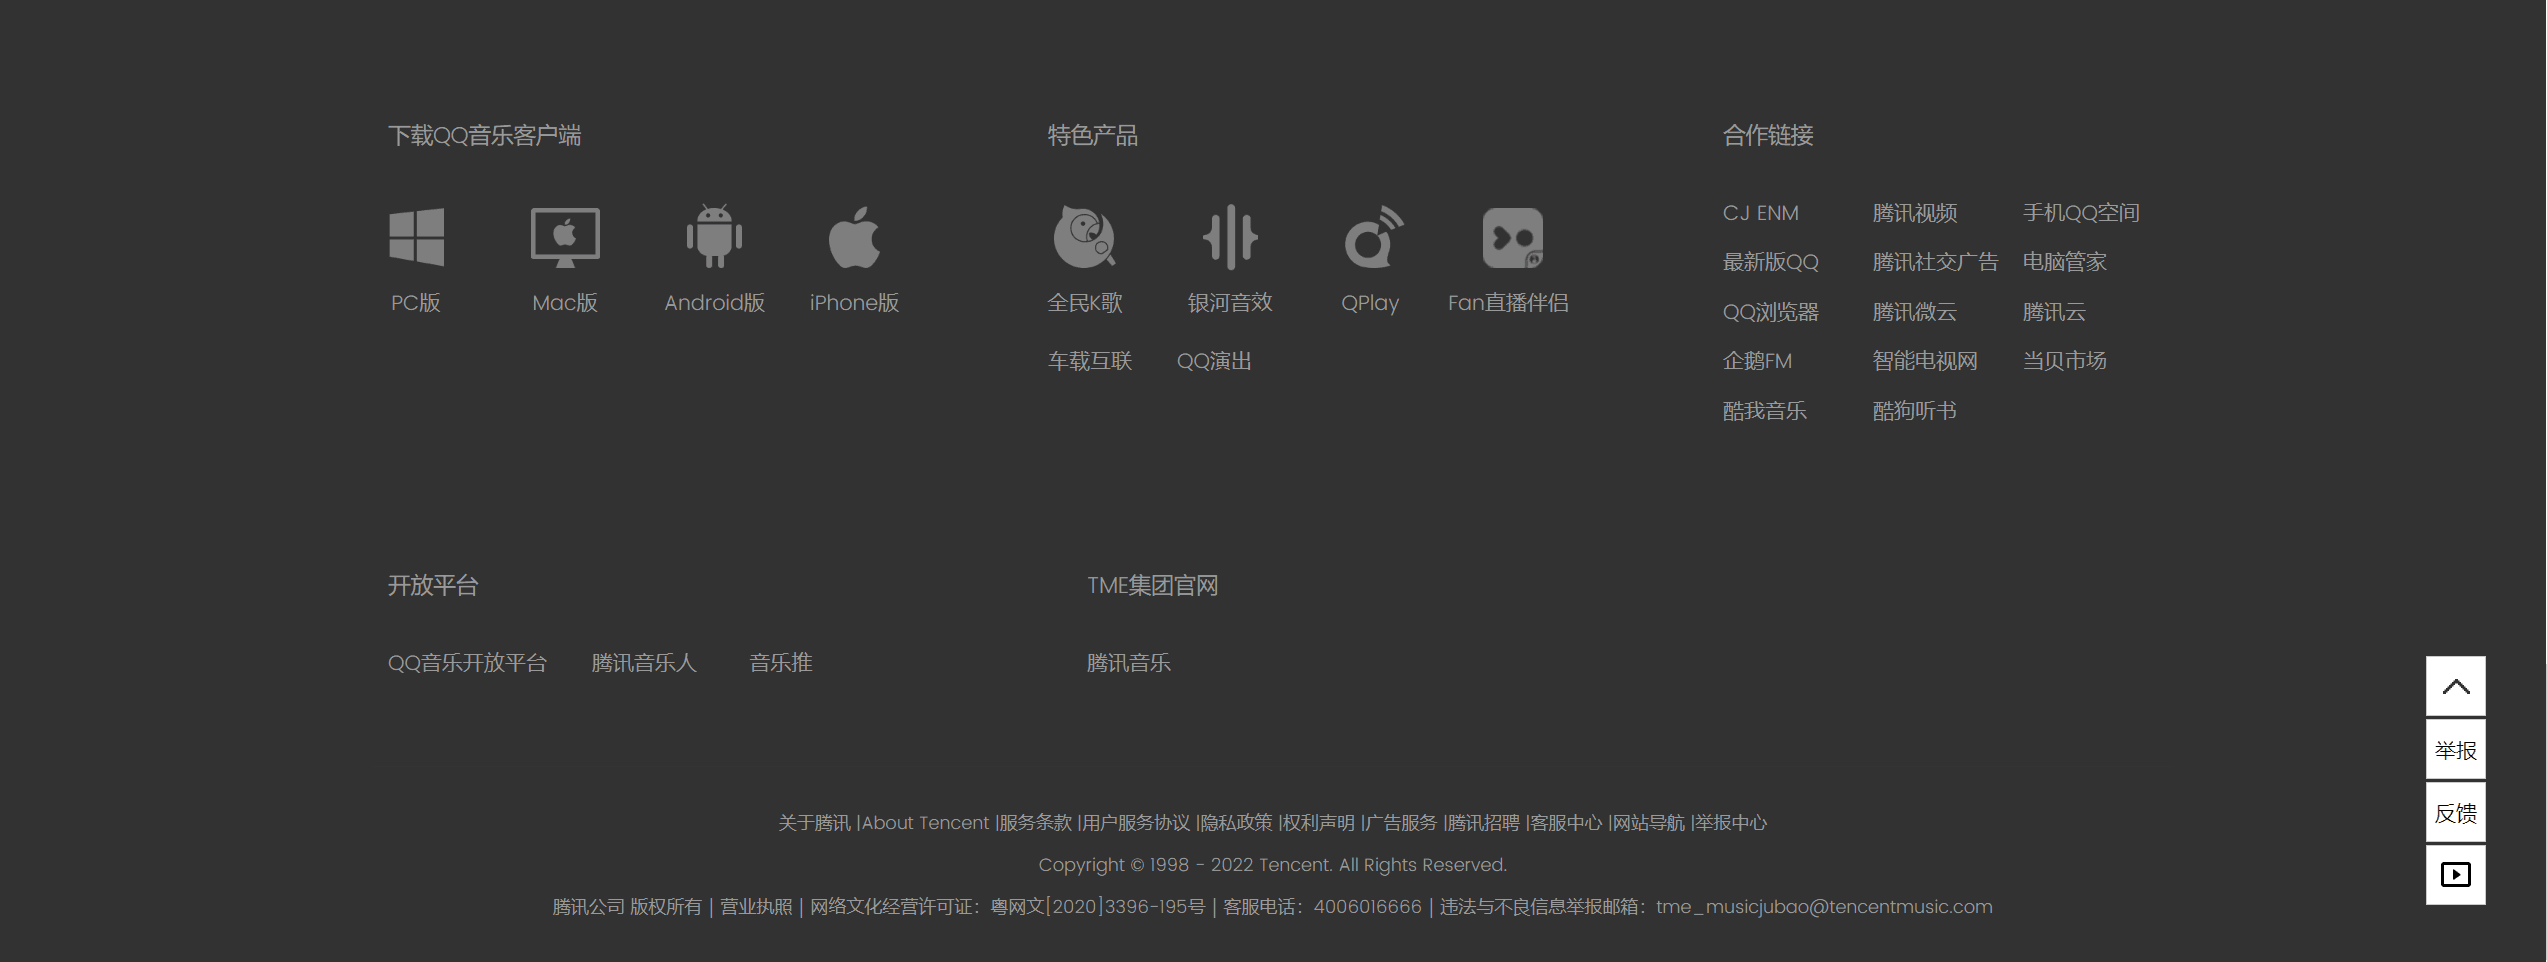 下载QQ音乐客户端
PC版 Mac版 Android版 iPhone版
特色产品
全民K歌 银河音效 QPlay Fan直播伴侣
车载互联 QQ演出
合作链接
CJ ENM 腾讯视频 手机QQ空间
最新版QQ 腾讯社交广告 电脑管家
QQ浏览器 腾讯微云 腾讯云
企鹅FM 智能电视网 当贝市场
酷我音乐 酷狗听书
开放平台
QQ音乐开放平台 腾讯音乐人 音乐推
TME集团官网
腾讯音乐
举报
反馈
关于腾讯 |About Tencent |服务条款 |用户服务协议 |隐私政策 |权利声明 |广告服务 |腾讯招聘 |客服中心 |网站导航 |举报中心
Copyright © 1998 - 2022 Tencent. All Rights Reserved.
腾讯公司 版权所有 | 营业执照 | 网络文化经营许可证：粤网文[2020]3396-195号 | 客服电话：4006016666 | 违法与不良信息举报邮箱：tme_musicjubao@tencentmusic.com